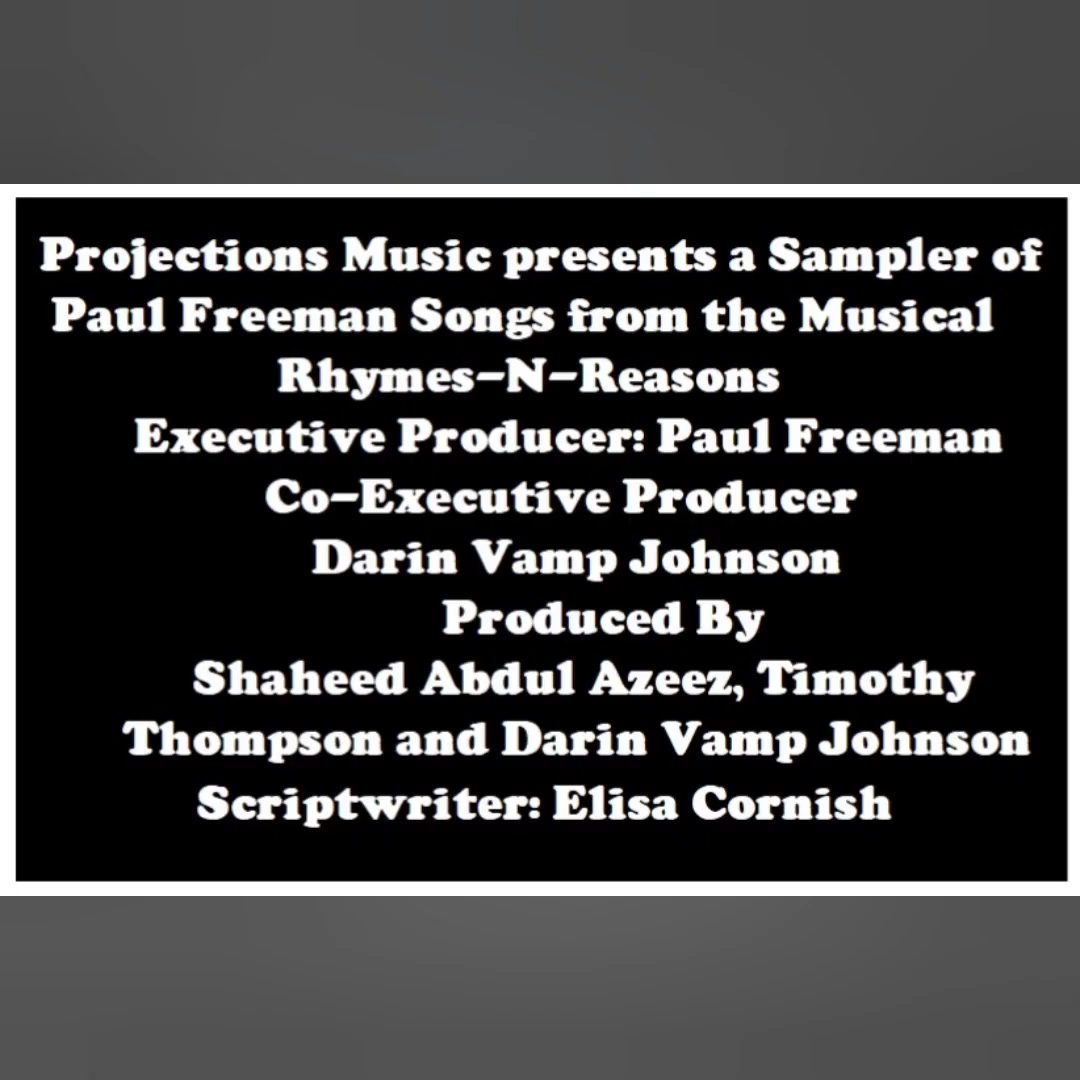 Projections Music presents a Sampler of
Paul Freeman Songs from the Musical
Rhymes-N-Reasons
Executive Producer: Paul Freeman
Co-Executive Producer
Darin Vamp Johnson
Produced By
Shaheed Abdul Azeez, Timothy
Thompson and Darin Vamp Johnson
Scriptwriter: Elisa Cornish